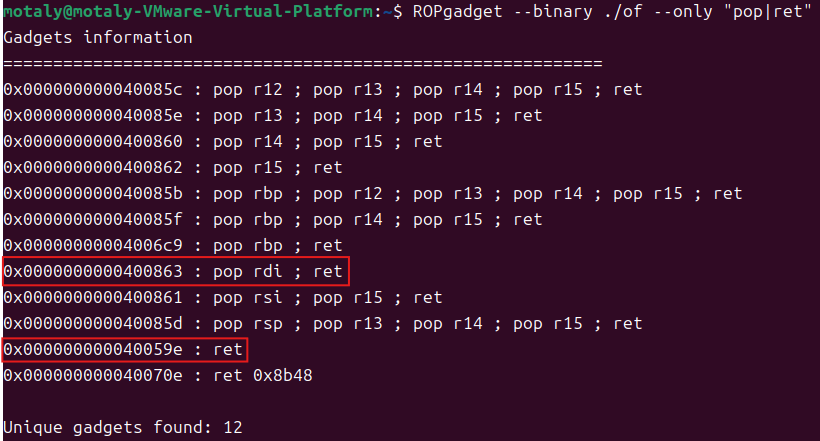 motaly@motaly-VMware-Virtual-Platform:~$ ROPgadget --binary ./of --only "pop|ret"
Gadgets information
============================================================
0x000000000040085c : pop r12 ; pop r13 ; pop r14 ; pop r15 ; ret
0x000000000040085e : pop r13 ; pop r14 ; pop r15 ; ret
0x0000000000400860 : pop r14 ; pop r15 ; ret
0x0000000000400862 : pop r15 ; ret
0x000000000040085b : pop rbp ; pop r12 ; pop r13 ; pop r14 ; pop r15 ; ret
0x000000000040085f : pop rbp ; pop r14 ; pop r15 ; ret
0x00000000004006c9 : pop rbp ; ret
0x0000000000400863 : pop rdi ; ret
0x0000000000400861 : pop rsi ; pop r15 ; ret
0x000000000040085d : pop rsp ; pop r13 ; pop r14 ; pop r15 ; ret
0x000000000040059e : ret
0x000000000040070e : ret 0x8b48
Unique gadgets found: 12